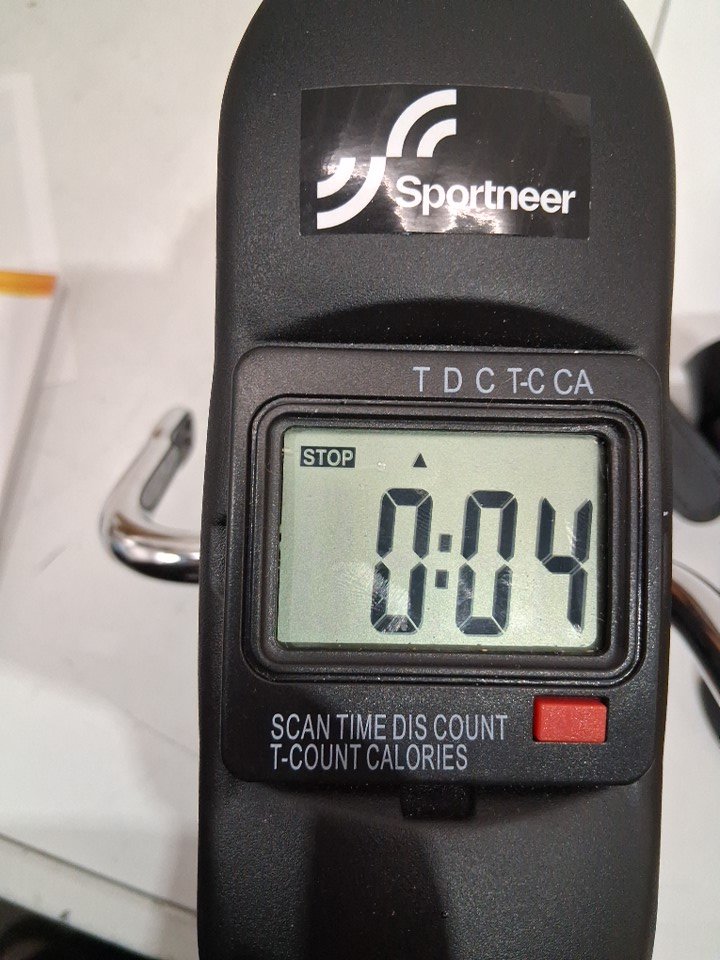 Sportneer
T D C T-C CA
STOP
0:04
SCAN TIME DIS COUNT
T-COUNT CALORIES